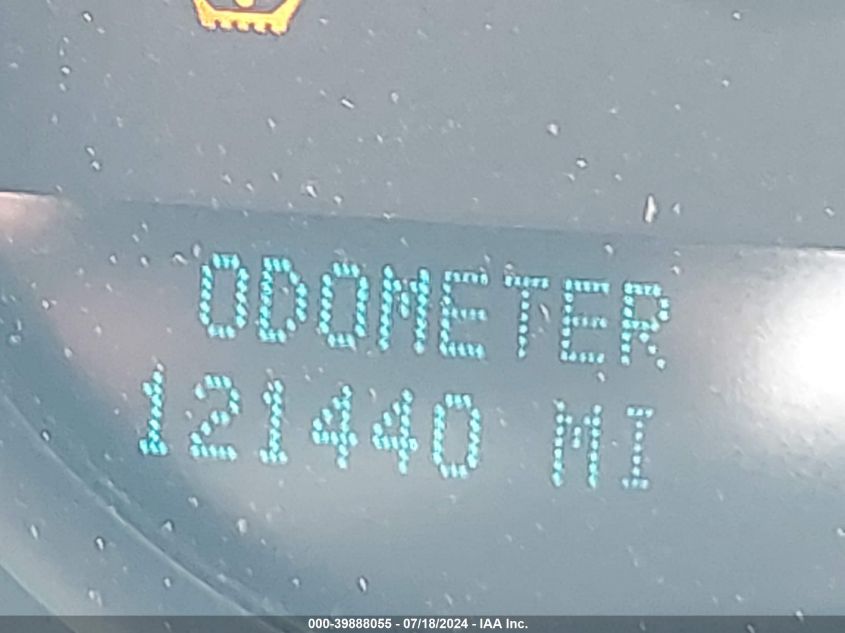 ODOMETER
121440 MI
000-39888055 - 07/18/2024 - IAA Inc.